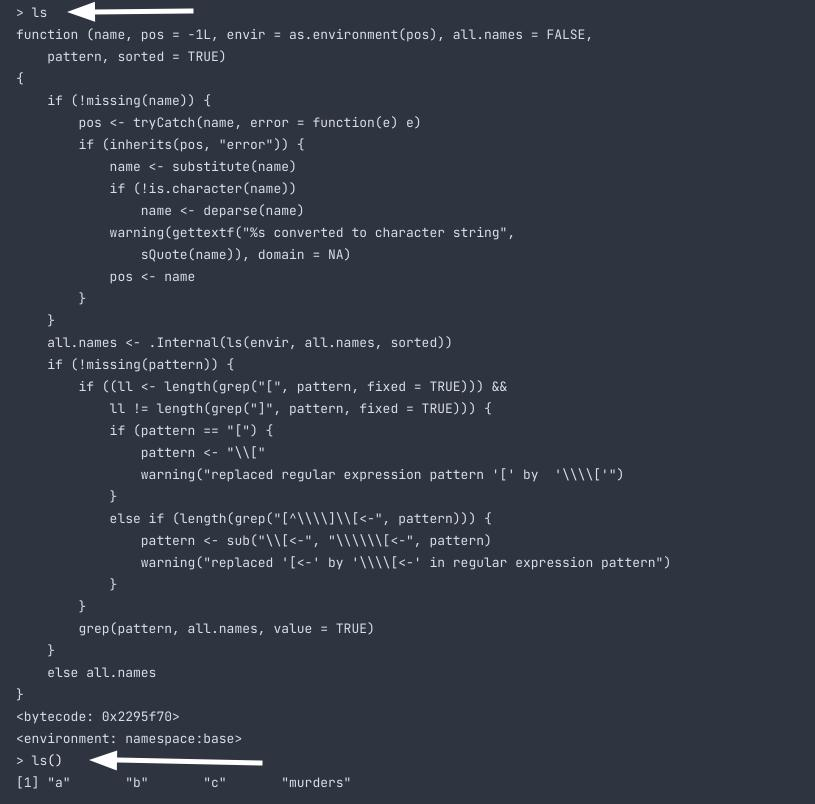 > ls
function (name, pos = -1L, envir = as.environment(pos), all.names = FALSE,
    pattern, sorted = TRUE)
{
    if (!missing(name)) {
        pos <- tryCatch(name, error = function(e) e)
        if (inherits(pos, "error")) {
            name <- substitute(name)
            if (!is.character(name))
                name <- deparse(name)
            warning(gettextf("%s converted to character string",
                sQuote(name)), domain = NA)
            pos <- name
        }
    }
    all.names <- .Internal(ls(envir, all.names, sorted))
    if (!missing(pattern)) {
        if ((ll <- length(grep("[", pattern, fixed = TRUE))) &&
            ll != length(grep("]", pattern, fixed = TRUE))) {
            if (pattern == "[") {
                pattern <- "\\["
                warning("replaced regular expression pattern '[' by  '\\\\['")
            }
            else if (length(grep("[^\\\\]\\[<-", pattern))) {
                pattern <- sub("\\[<-", "\\\\\\[<-", pattern)
                warning("replaced '[<-' by '\\\\[<-' in regular expression pattern")
            }
        }
        grep(pattern, all.names, value = TRUE)
    }
    else all.names
}
<bytecode: 0x2295f70>
<environment: namespace:base>
> ls()
[1] "a"       "b"       "c"       "murders"